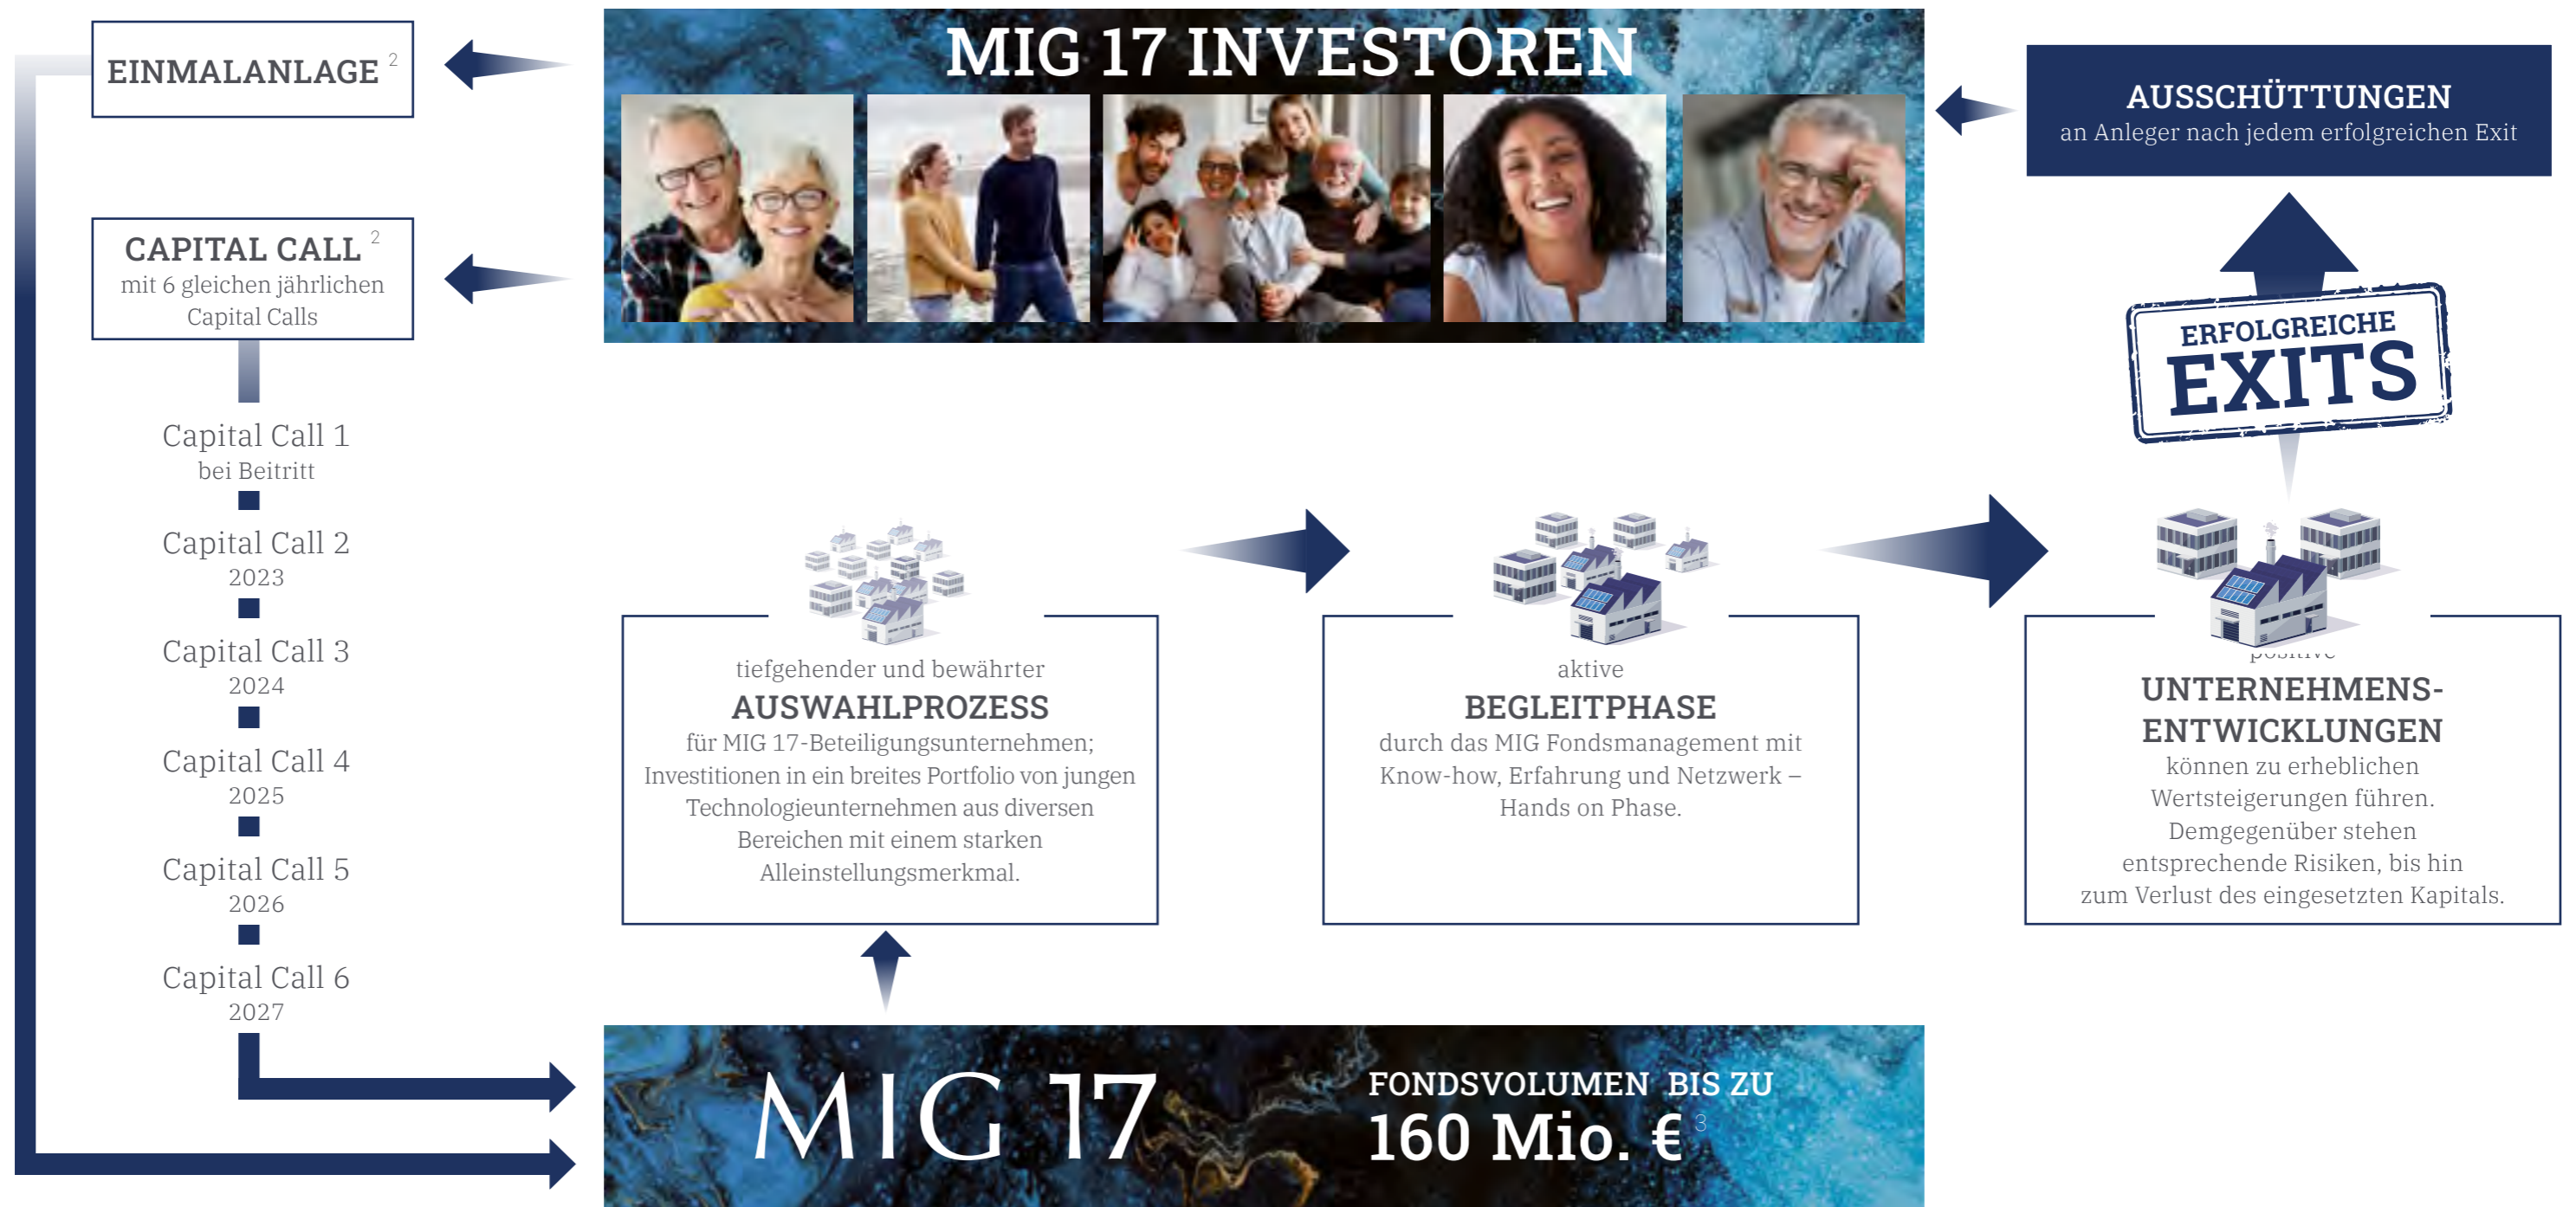 EINMALANLAGE 2
MIG 17 INVESTOREN
AUSSCHÜTTUNGEN
an Anleger nach jedem erfolgreichen Exit
CAPITAL CALL 2
mit 6 gleichen jährlichen
Capital Calls
ERFOLGREICHE
EXITS
Capital Call 1
bei Beitritt
Capital Call 2
2023
Capital Call 3
2024
Capital Call 4
2025
Capital Call 5
2026
Capital Call 6
2027
tiefgehender und bewährter
AUSWAHLPROZESS
für MIG 17-Beteiligungsunternehmen;
Investitionen in ein breites Portfolio von jungen
Technologieunternehmen aus diversen
Bereichen mit einem starken
Alleinstellungsmerkmal.
aktive
BEGLEITPHASE
durch das MIG Fondsmanagement mit
Know-how, Erfahrung und Netzwerk –
Hands on Phase.
positive
UNTERNEHMENS-
ENTWICKLUNGEN
können zu erheblichen
Wertsteigerungen führen.
Demgegenüber stehen
entsprechende Risiken, bis hin
zum Verlust des eingesetzten Kapitals.
MIG 17
FONDSVOLUMEN BIS ZU
160 Mio. € 3